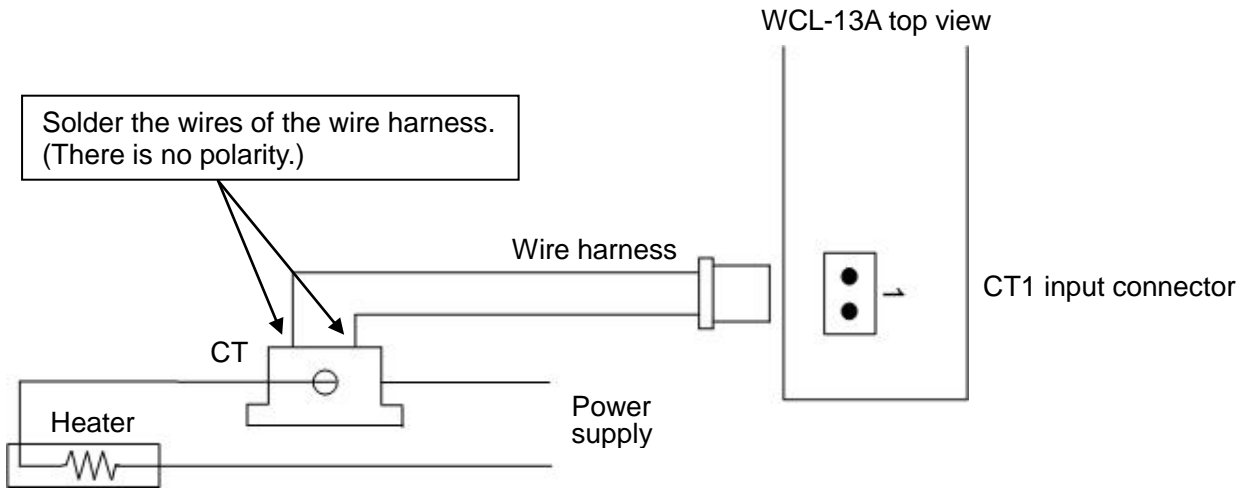 WCL-13A top view
Solder the wires of the wire harness.
(There is no polarity.)
Wire harness
1
CT1 input connector
CT
Power
supply
Heater